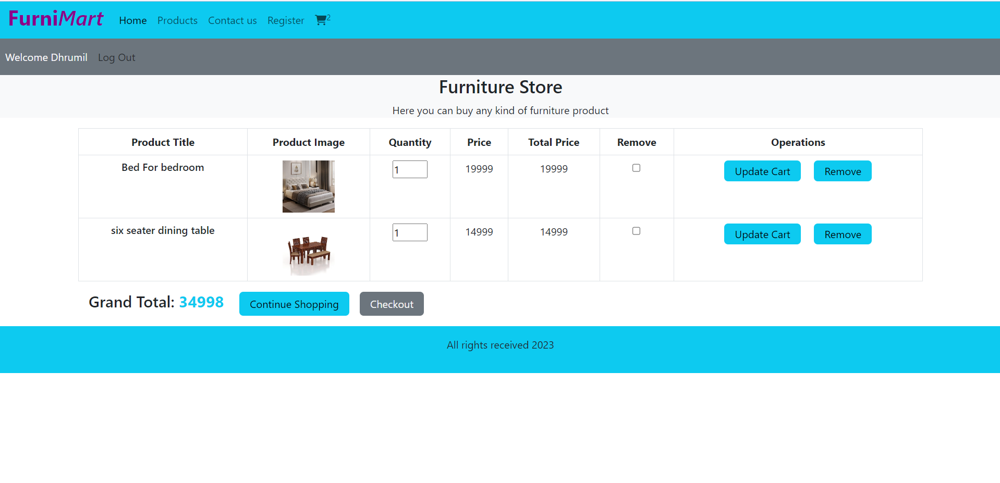 FurniMart Home Products Contact us Register 2
Welcome Dhrumil Log Out
Furniture Store
Here you can buy any kind of furniture product
Product Title Product Image Quantity Price Total Price Remove Operations
Bed For bedroom 1 19999 19999 Update Cart Remove
six seater dining table 1 14999 14999 Update Cart Remove
Grand Total: 34998 Continue Shopping Checkout
All rights received 2023